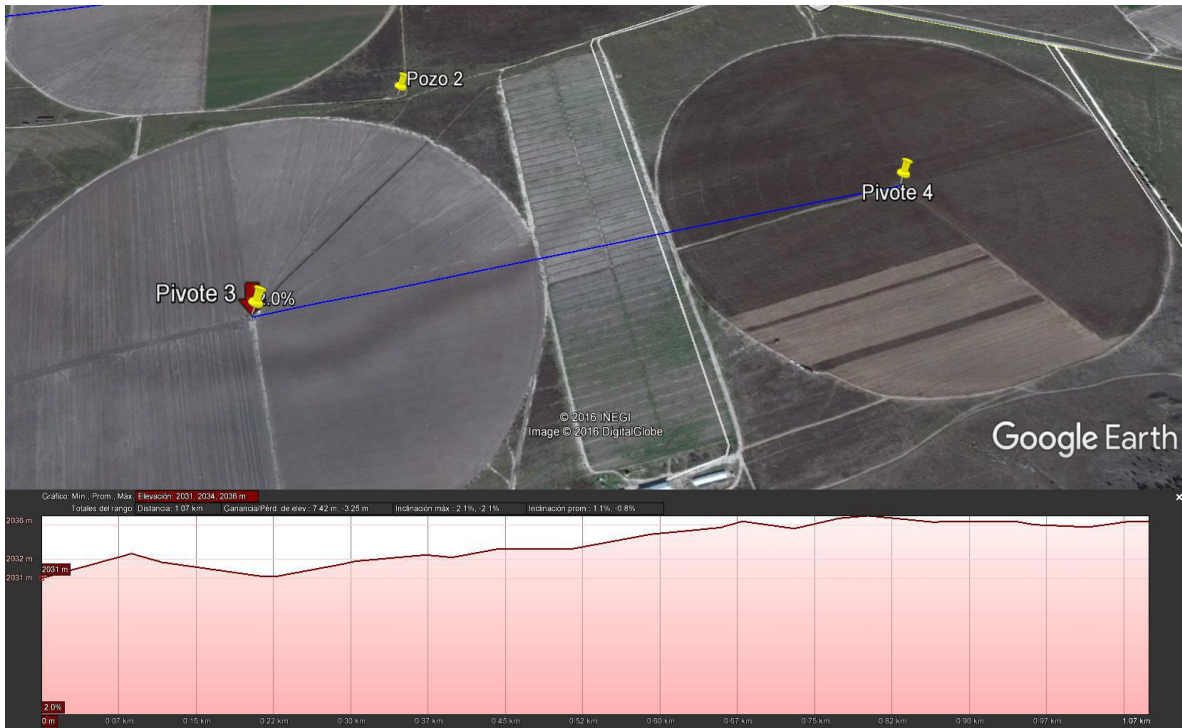 Pozo 2
Pivote 4
Pivote 3
2.0%
© 2016 INEGI
Image © 2016 DigitalGlobe
Google Earth
Gráfico: Mín., Prom., Máx. Elevación: 2031, 2034, 2036 m
Totales del rango: Distancia: 1.07 km Ganancia/Pérd. de elev.: 7.42 m, -3.25 m Inclinación máx.: 2.1%, -2.1% Inclinación prom.: 1.1%, -0.8%
2036 m
2032 m
2031 m
2031 m
2.0%
0 m 0.07 km 0.15 km 0.22 km 0.30 km 0.37 km 0.45 km 0.52 km 0.60 km 0.67 km 0.75 km 0.82 km 0.90 km 0.97 km 1.07 km